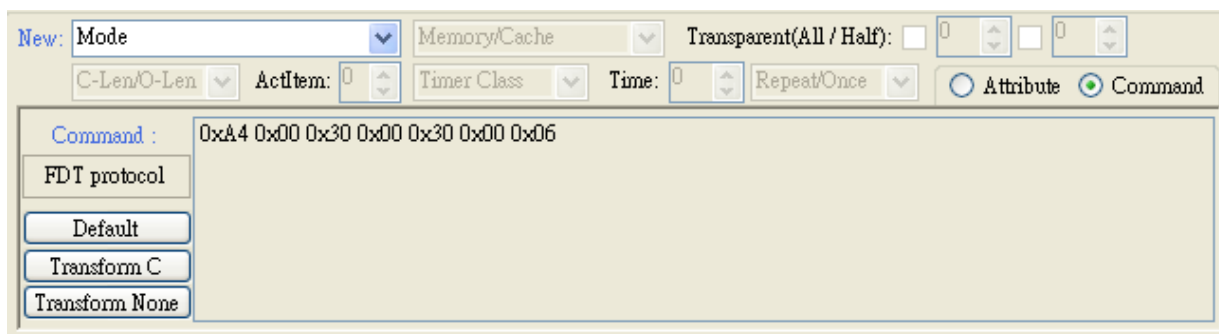 New: Mode Memory/Cache Transparent(All / Half): 0 0
C-Len/O-Len ActItem: 0 Timer Class Time: 0 Repeat/Once Attribute Command
Command : 0xA4 0x00 0x30 0x00 0x30 0x00 0x06
FDT protocol
Default
Transform C
Transform None